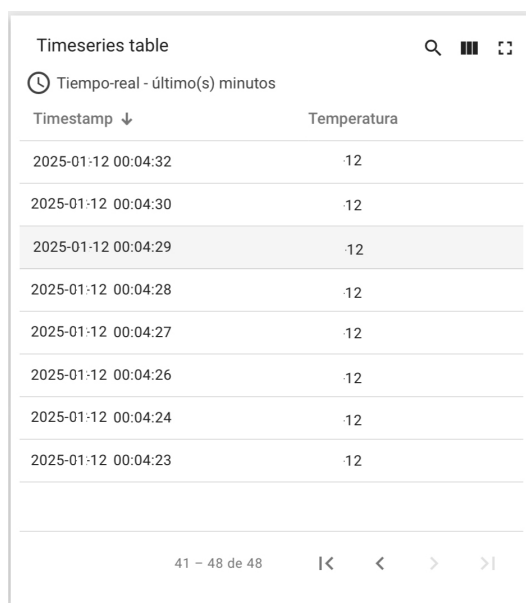 Timeseries table
Tiempo-real - último(s) minutos
Timestamp Temperatura
2025-01-12 00:04:32 -12
2025-01-12 00:04:30 -12
2025-01-12 00:04:29 -12
2025-01-12 00:04:28 -12
2025-01-12 00:04:27 -12
2025-01-12 00:04:26 -12
2025-01-12 00:04:24 -12
2025-01-12 00:04:23 -12
41 – 48 de 48